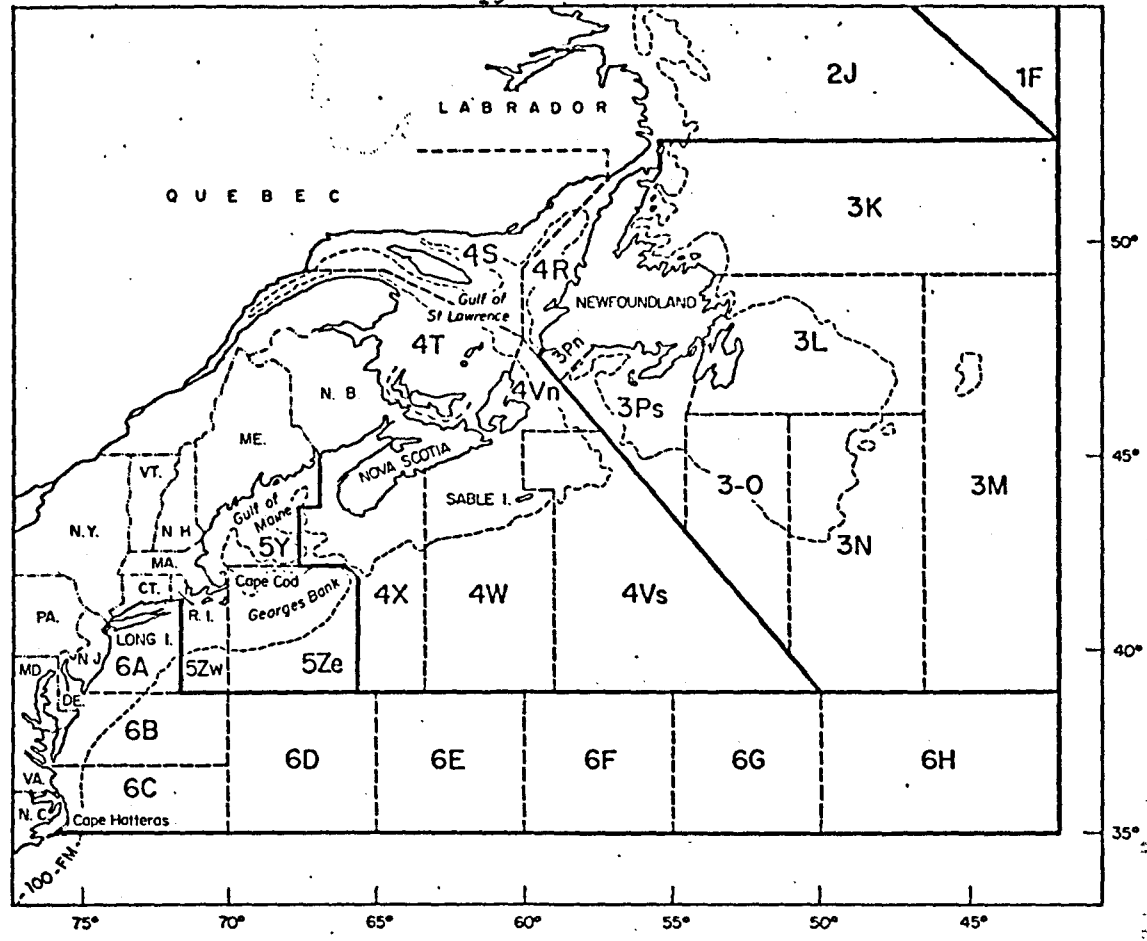 2J
1F
LABRADOR
QUEBEC
3K
50°
4S
4R
Gulf of
St Lawrence
NEWFOUNDLAND
4T
3Pn
3L
N. B
4Vn
3Ps
ME.
45°
VT.
NOVA SCOTIA
3-O
3M
SABLE I.
N.Y.
N H
Gulf of
Maine
5Y
3N
MA.
CT.
Cape Cod
Georges Bank
4X
4W
4Vs
PA.
R. I.
LONG I.
N J
6A
5Zw
5Ze
40°
MD
DE.
6B
6D
6E
6F
6G
6H
VA.
6C
N. C.
Cape Hatteras
35°
-100-FM
75°
70°
65°
60°
55°
50°
45°